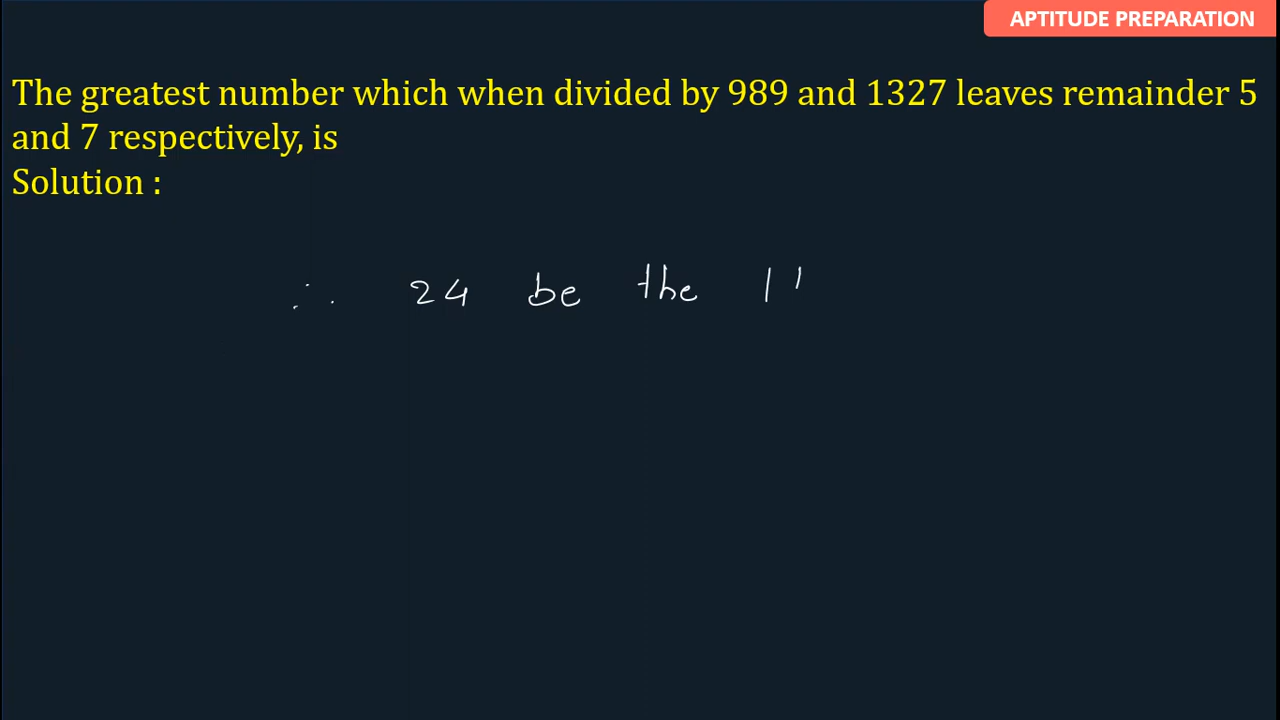 APTITUDE PREPARATION
The greatest number which when divided by 989 and 1327 leaves remainder 5
and 7 respectively, is
Solution :
∴ 24 be the